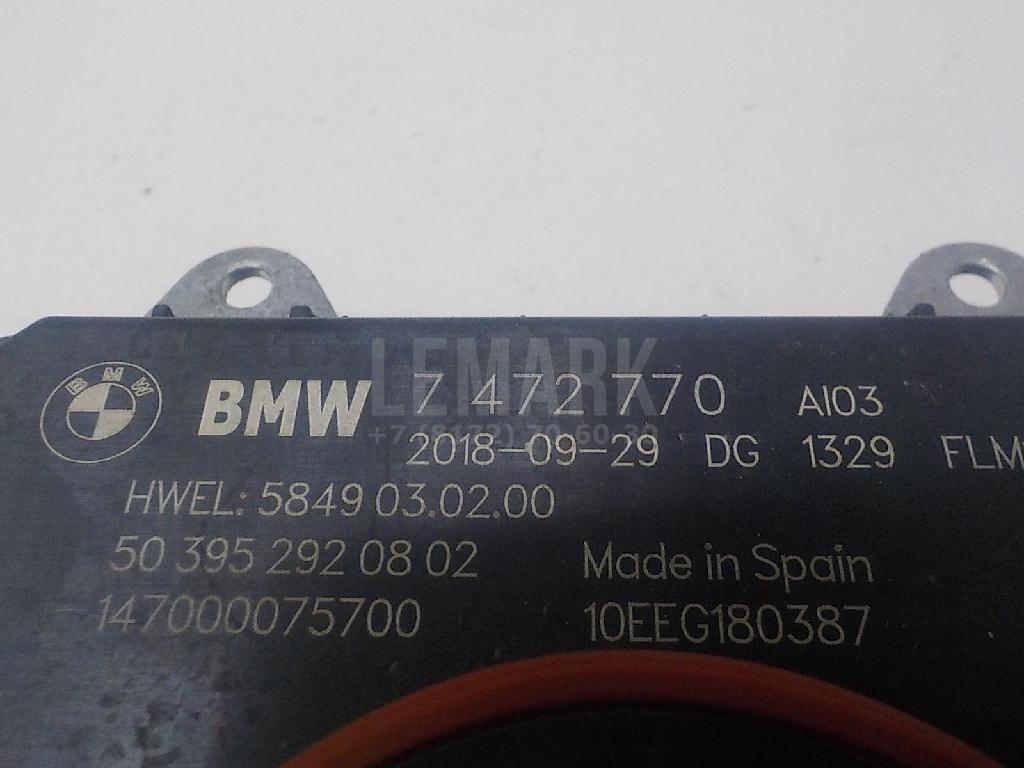 BMW BMW 7 472 770 AI03
2018-09-29 DG 1329 FLM
HWEL: 5849 03.02.00
50 395 292 08 02 Made in Spain
147000075700 10EEG180387
LEMARK